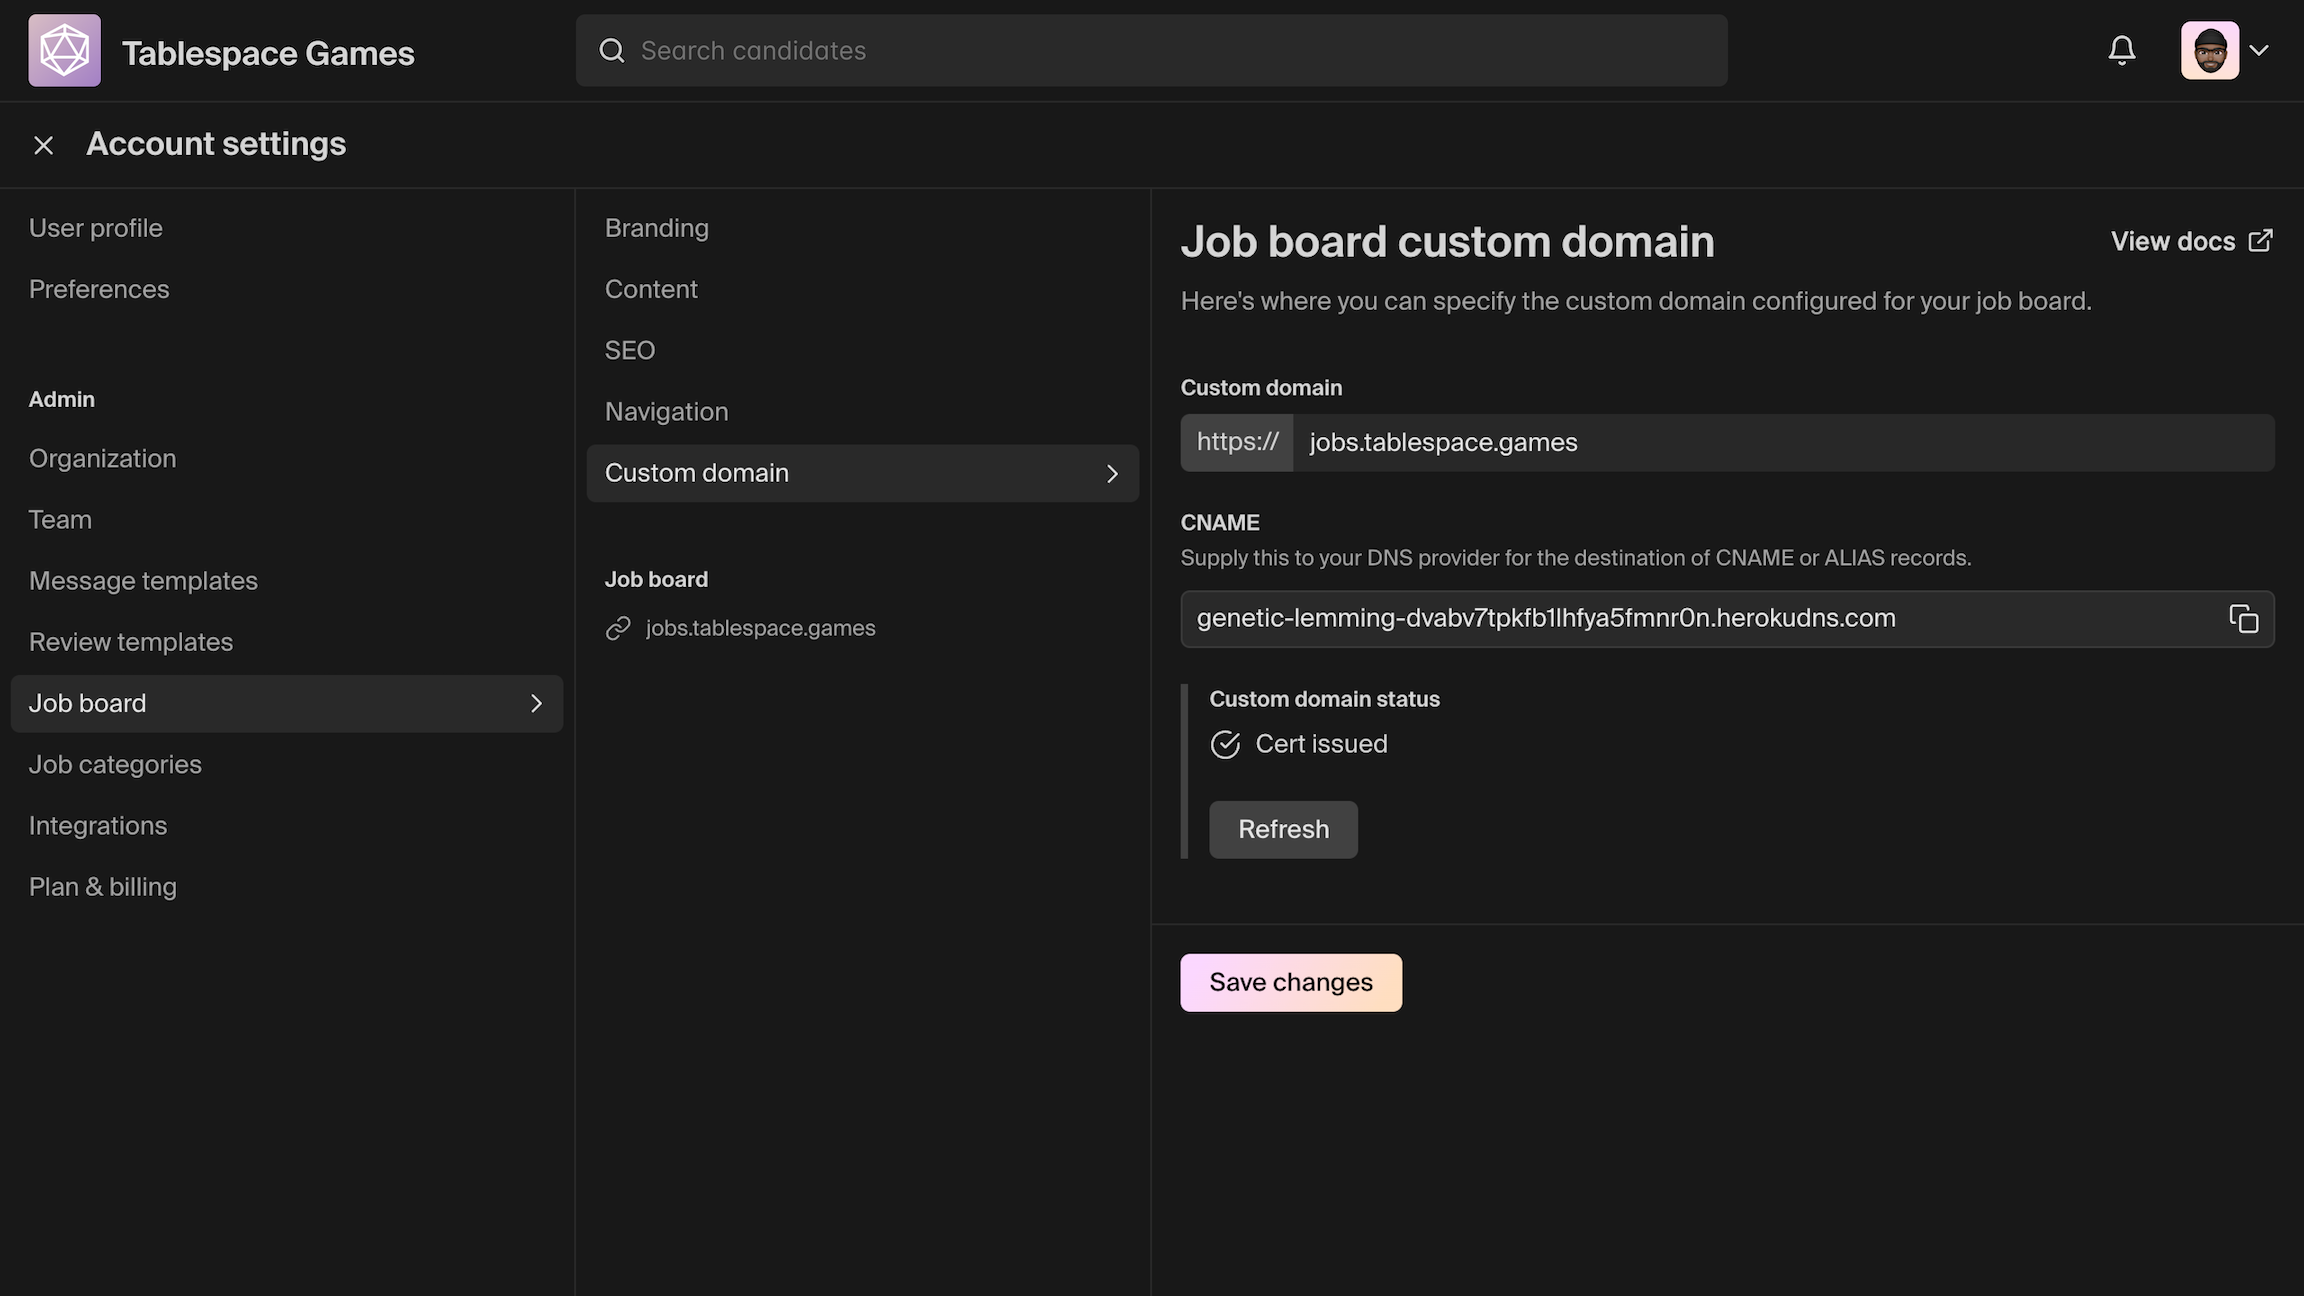 Tablespace Games
Search candidates
Account settings
User profile
Preferences
Admin
Organization
Team
Message templates
Review templates
Job board
Job categories
Integrations
Plan & billing
Branding
Content
SEO
Navigation
Custom domain
Job board
jobs.tablespace.games
Job board custom domain
View docs
Here's where you can specify the custom domain configured for your job board.
Custom domain
https:// jobs.tablespace.games
CNAME
Supply this to your DNS provider for the destination of CNAME or ALIAS records.
genetic-lemming-dvabv7tpkfb1lhfya5fmnr0n.herokudns.com
Custom domain status
Cert issued
Refresh
Save changes